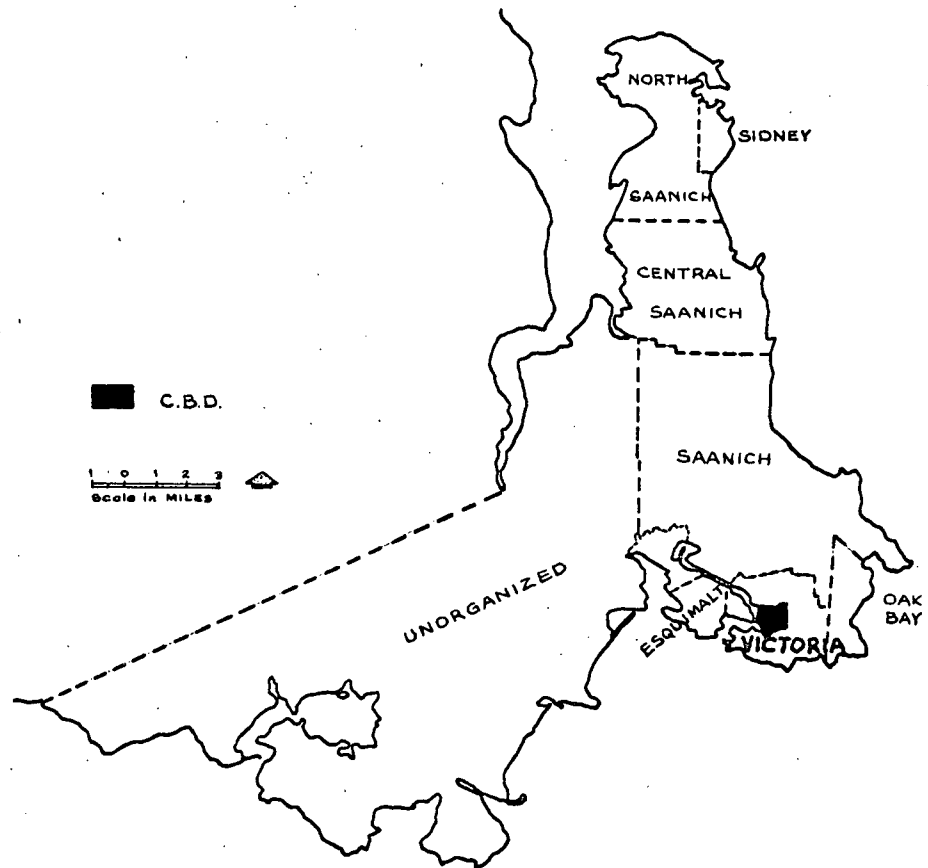 NORTH
SIDNEY
SAANICH
CENTRAL
SAANICH
C.B.D.
SAANICH
1 0 1 2 3
Scale in MILES
UNORGANIZED
ESQUIMALT
OAK
BAY
VICTORIA